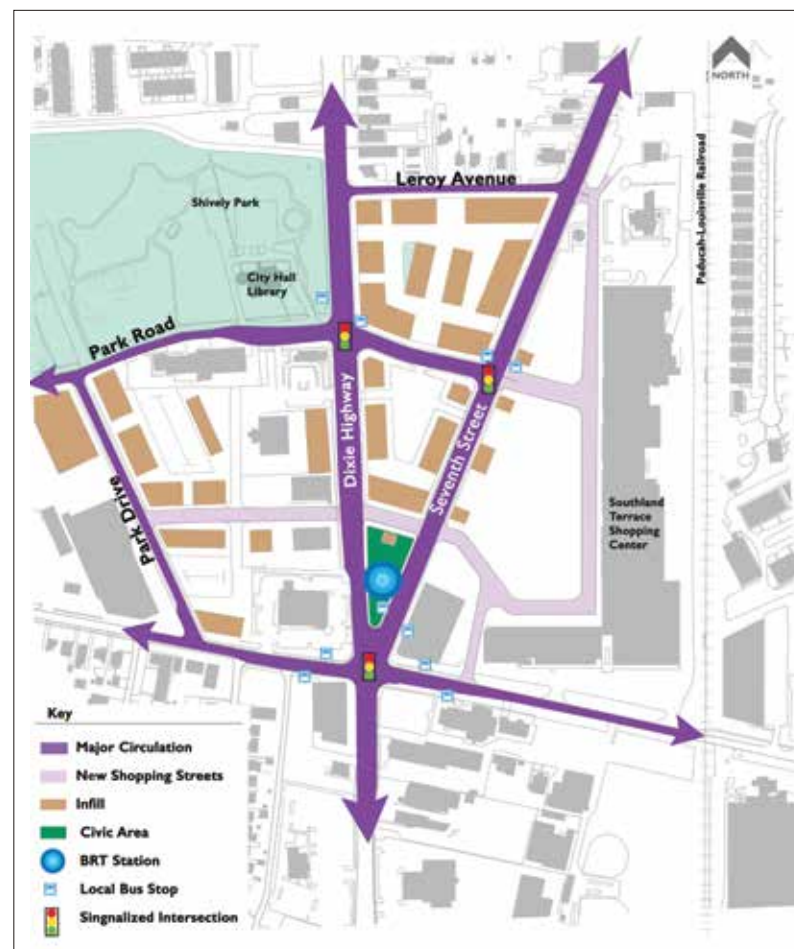 NORTH
Leroy Avenue
Paducah-Louisville Railroad
Shively Park
City Hall
Library
Park Road
Dixie Highway
Seventh Street
Park Drive
Southland
Terrace
Shopping
Center
Key
Major Circulation
New Shopping Streets
Infill
Civic Area
BRT Station
Local Bus Stop
Singnalized Intersection